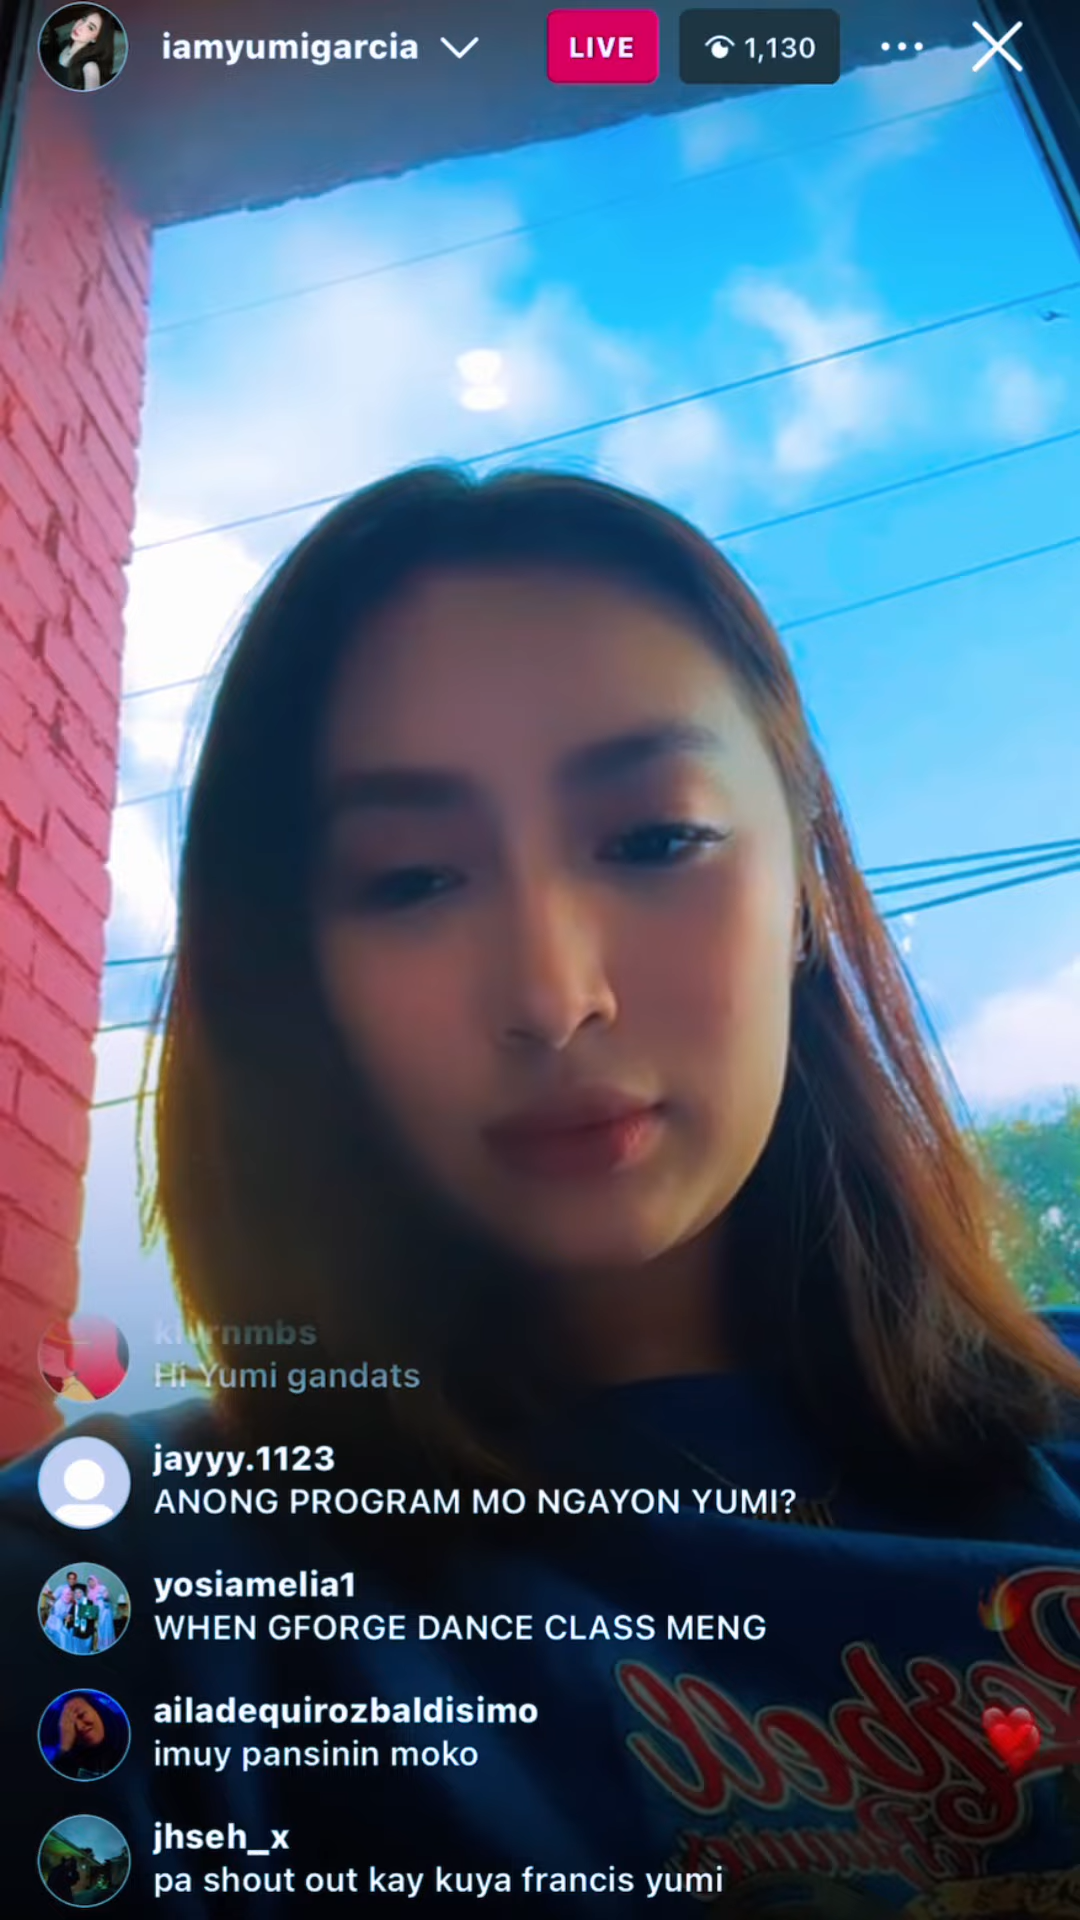 iamyumigarcia
LIVE
1,130
Hi Yumi gandats
jayyy.1123
ANONG PROGRAM MO NGAYON YUMI?
yosiamelia1
WHEN GFORGE DANCE CLASS MENG
ailadequirozbaldisimo
imuy pansinin moko
jhseh_x
pa shout out kay kuya francis yumi